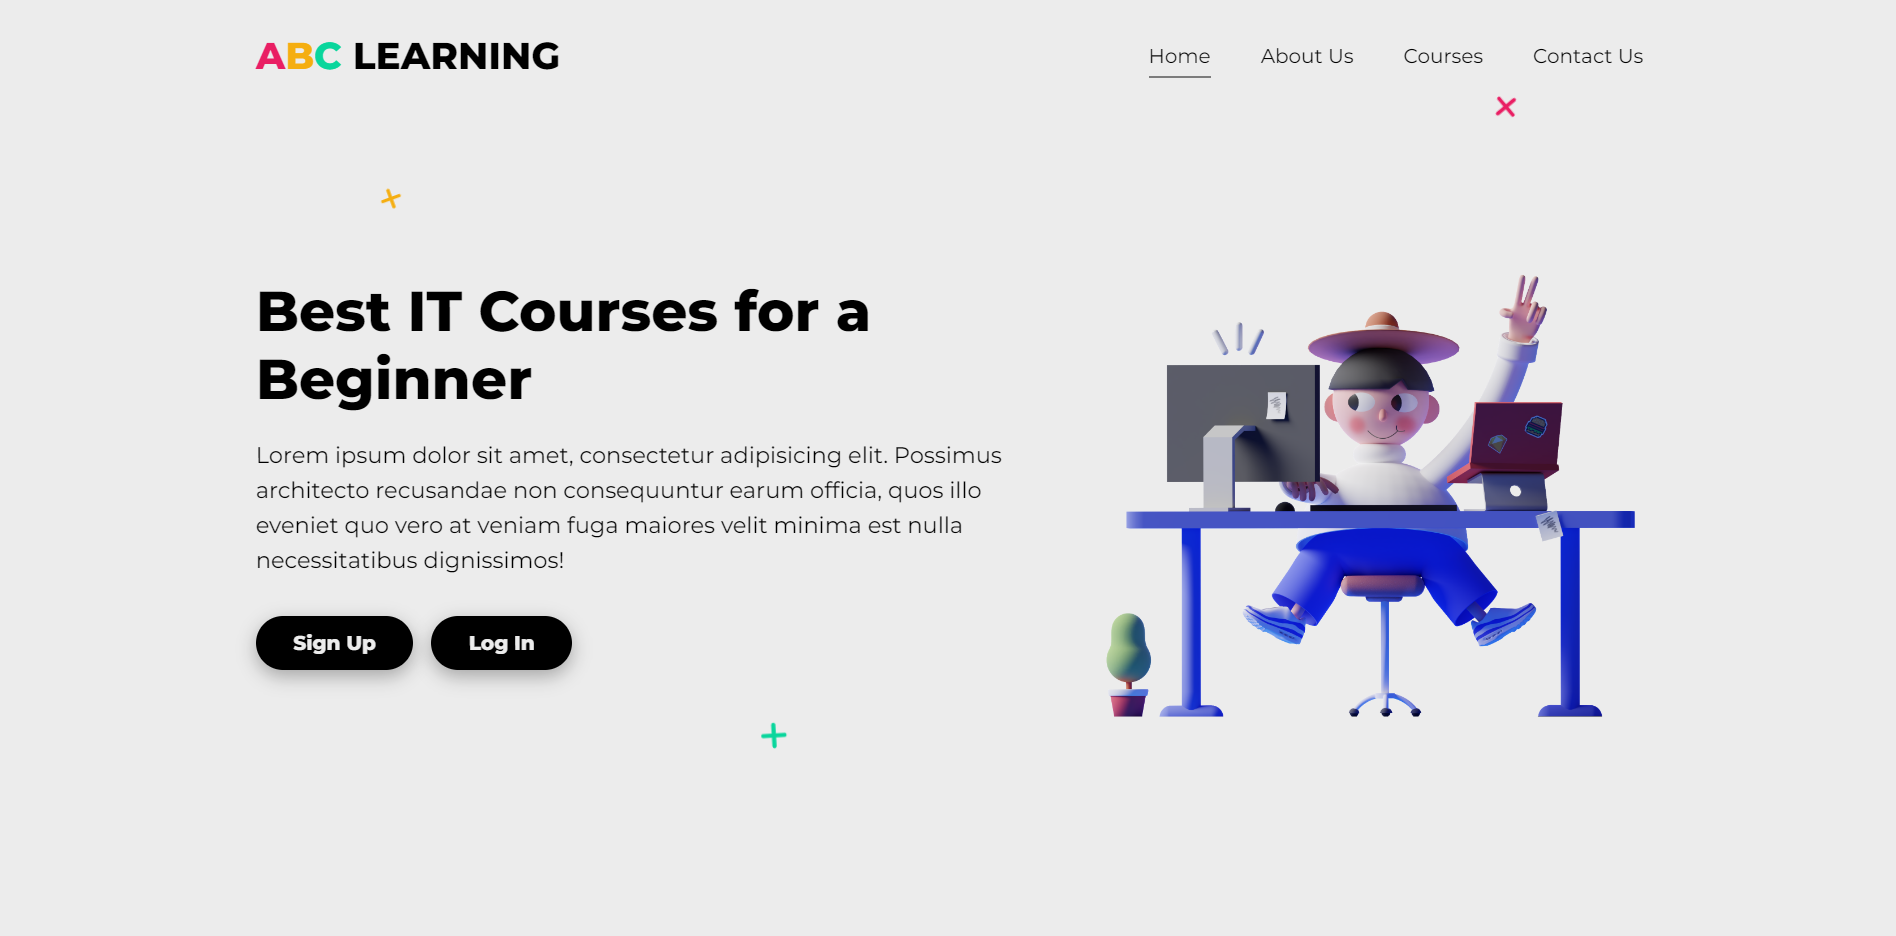 ABC LEARNING
Home About Us Courses Contact Us
Best IT Courses for a
Beginner
Lorem ipsum dolor sit amet, consectetur adipisicing elit. Possimus
architecto recusandae non consequuntur earum officia, quos illo
eveniet quo vero at veniam fuga maiores velit minima est nulla
necessitatibus dignissimos!
Sign Up Log In